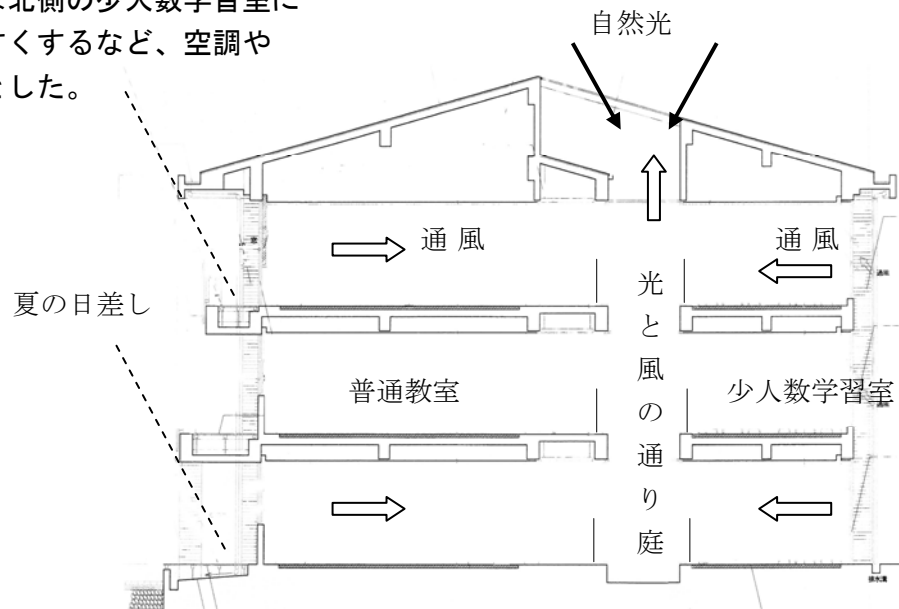 北側の少人数学習室に
くするなど、空調や
した。
自然光
通風
通風
夏の日差し
光と風の通り庭
普通教室
少人数学習室